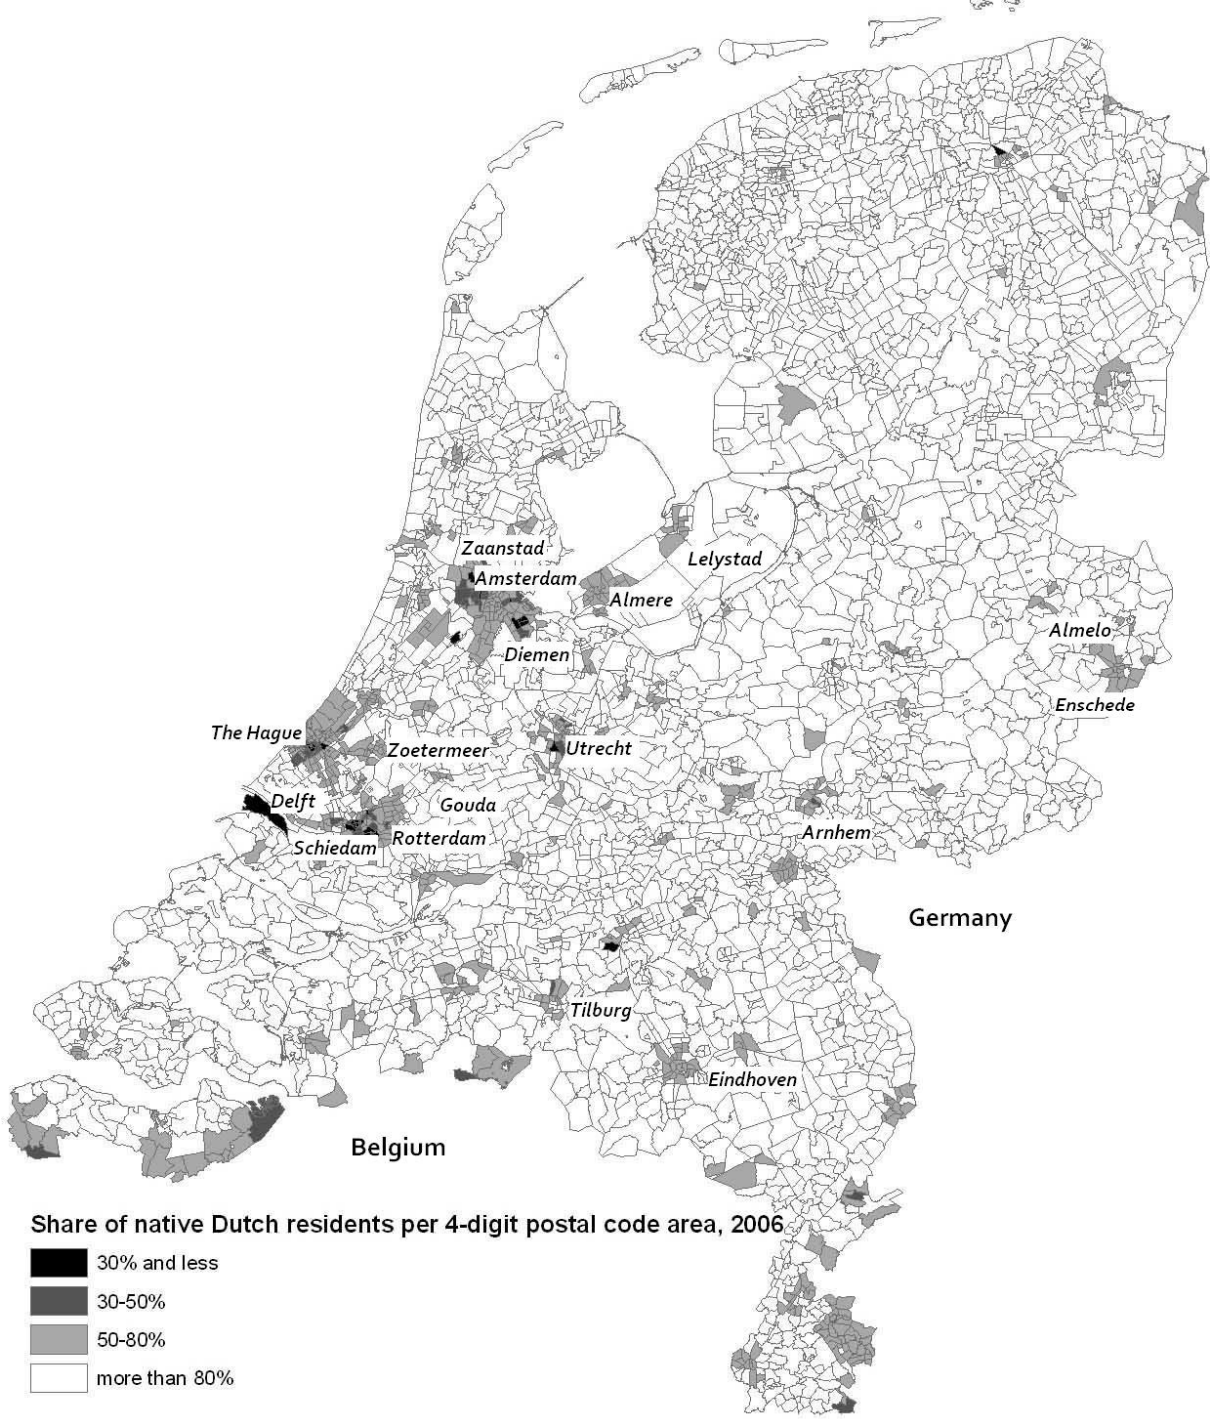 Zaanstad
Amsterdam
Lelystad
Almere
Almelo
Diemen
Enschede
The Hague
Zoetermeer
Utrecht
Delft
Gouda
Schiedam
Rotterdam
Arnhem
Germany
Tilburg
Eindhoven
Belgium
Share of native Dutch residents per 4-digit postal code area, 2006
30% and less
30-50%
50-80%
more than 80%